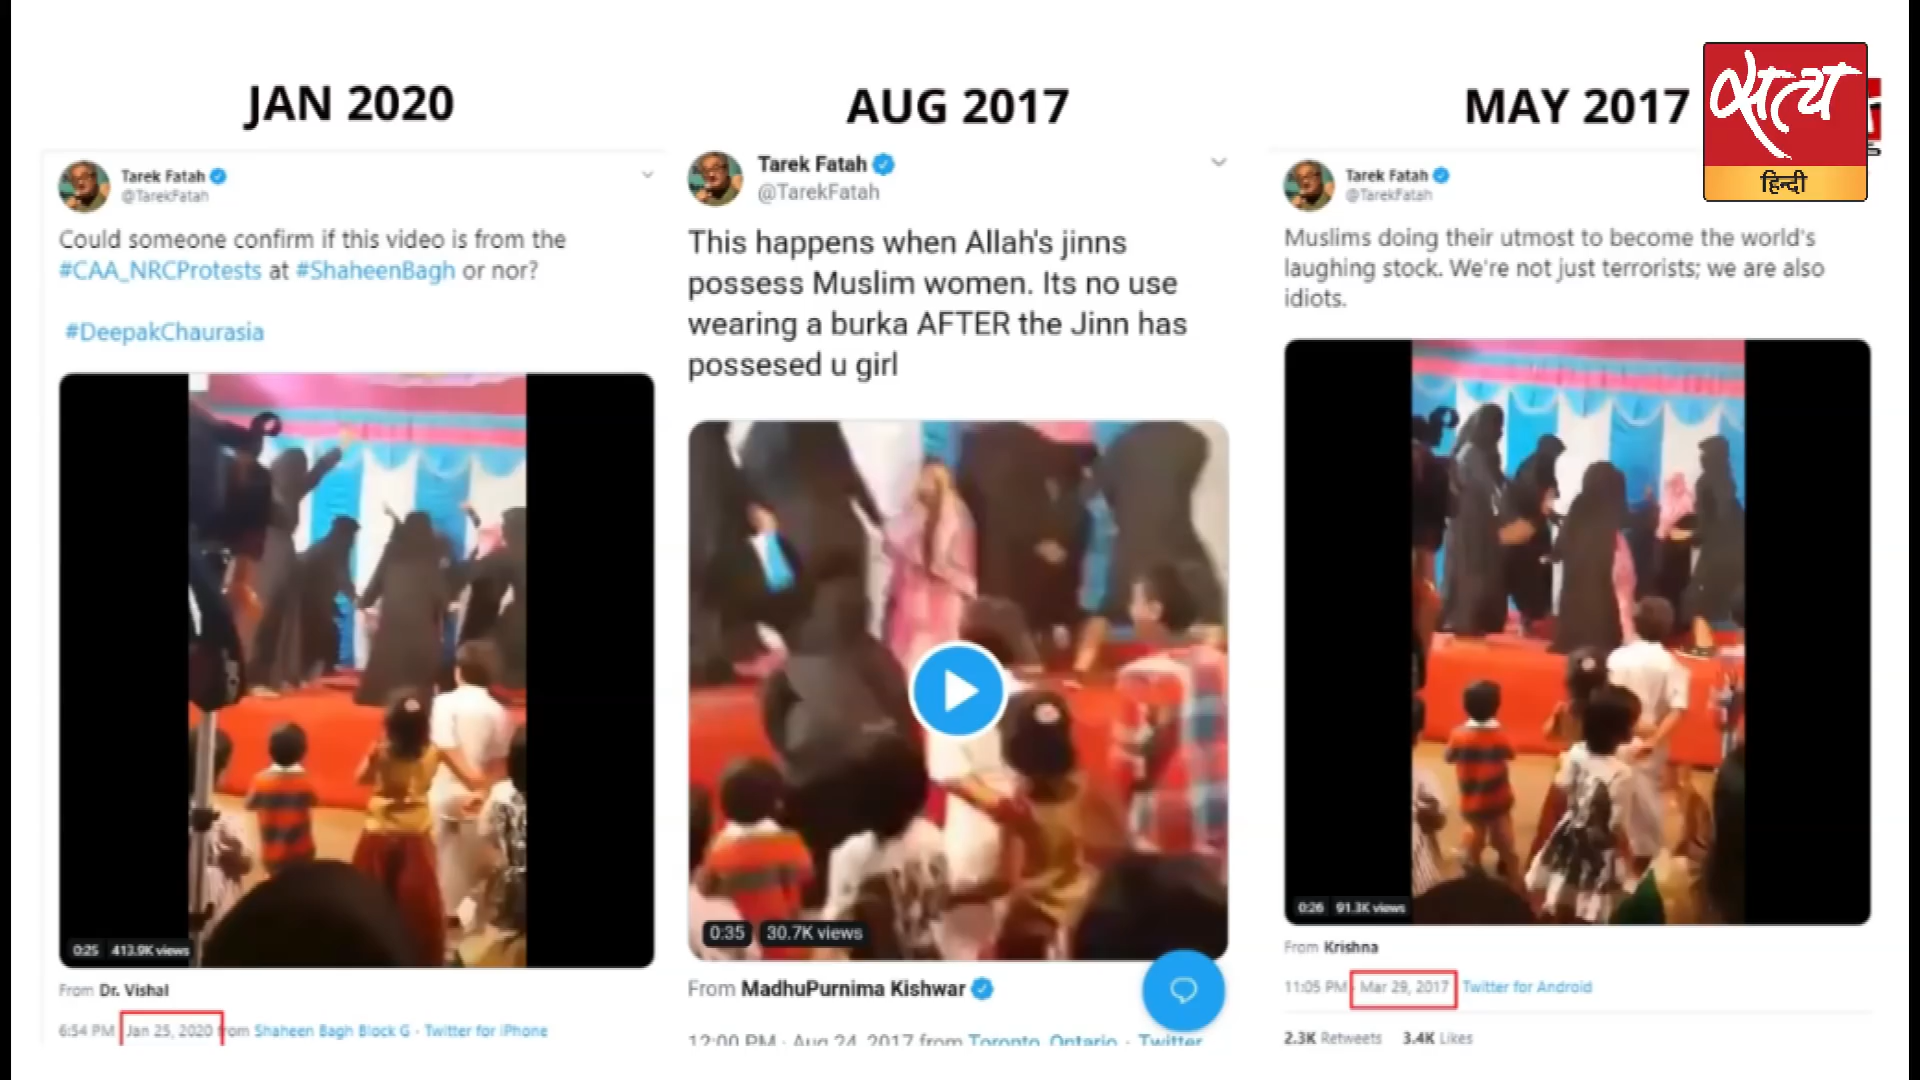 JAN 2020
Tarek Fatah
@TarekFatah
Could someone confirm if this video is from the
#CAA_NRCProtests at #ShaheenBagh or nor?
#DeepakChaurasia
0:25 413.9K views
From Dr. Vishal
6:54 PM Jan 25, 2020 from Shaheen Bagh Block G · Twitter for iPhone
AUG 2017
Tarek Fatah
@TarekFatah
This happens when Allah's jinns
possess Muslim women. Its no use
wearing a burka AFTER the Jinn has
possesed u girl
0:35 30.7K views
From MadhuPurnima Kishwar
12:00 PM · Aug 24, 2017 from Toronto, Ontario · Twitter
MAY 2017
Tarek Fatah
@TarekFatah
Muslims doing their utmost to become the world's
laughing stock. We're not just terrorists; we are also
idiots.
0:26 91.3K views
From Krishna
11:05 PM Mar 29, 2017 Twitter for Android
2.3K Retweets 3.4K Likes
सत्य
हिन्दी